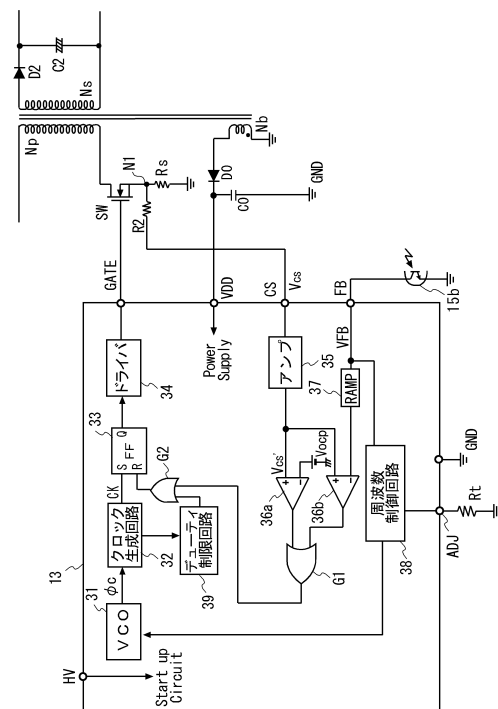 D2
C2
Ns
Np
Nb
N1
Rs
SW
R2
D0
C0
GND
GATE
VDD
CS
Vcs
FB
15b
ドライバ
34
Power
Supply
アンプ
35
VFB
37
RAMP
33
S FF Q
R
G2
CK
Vcs'
Vocp
36a
36b
周波数
制御回路
38
GND
Rt
ADJ
クロック
生成回路
32
デューティ
制限回路
39
G1
13
31
φc
VCO
HV
Start up
Circuit